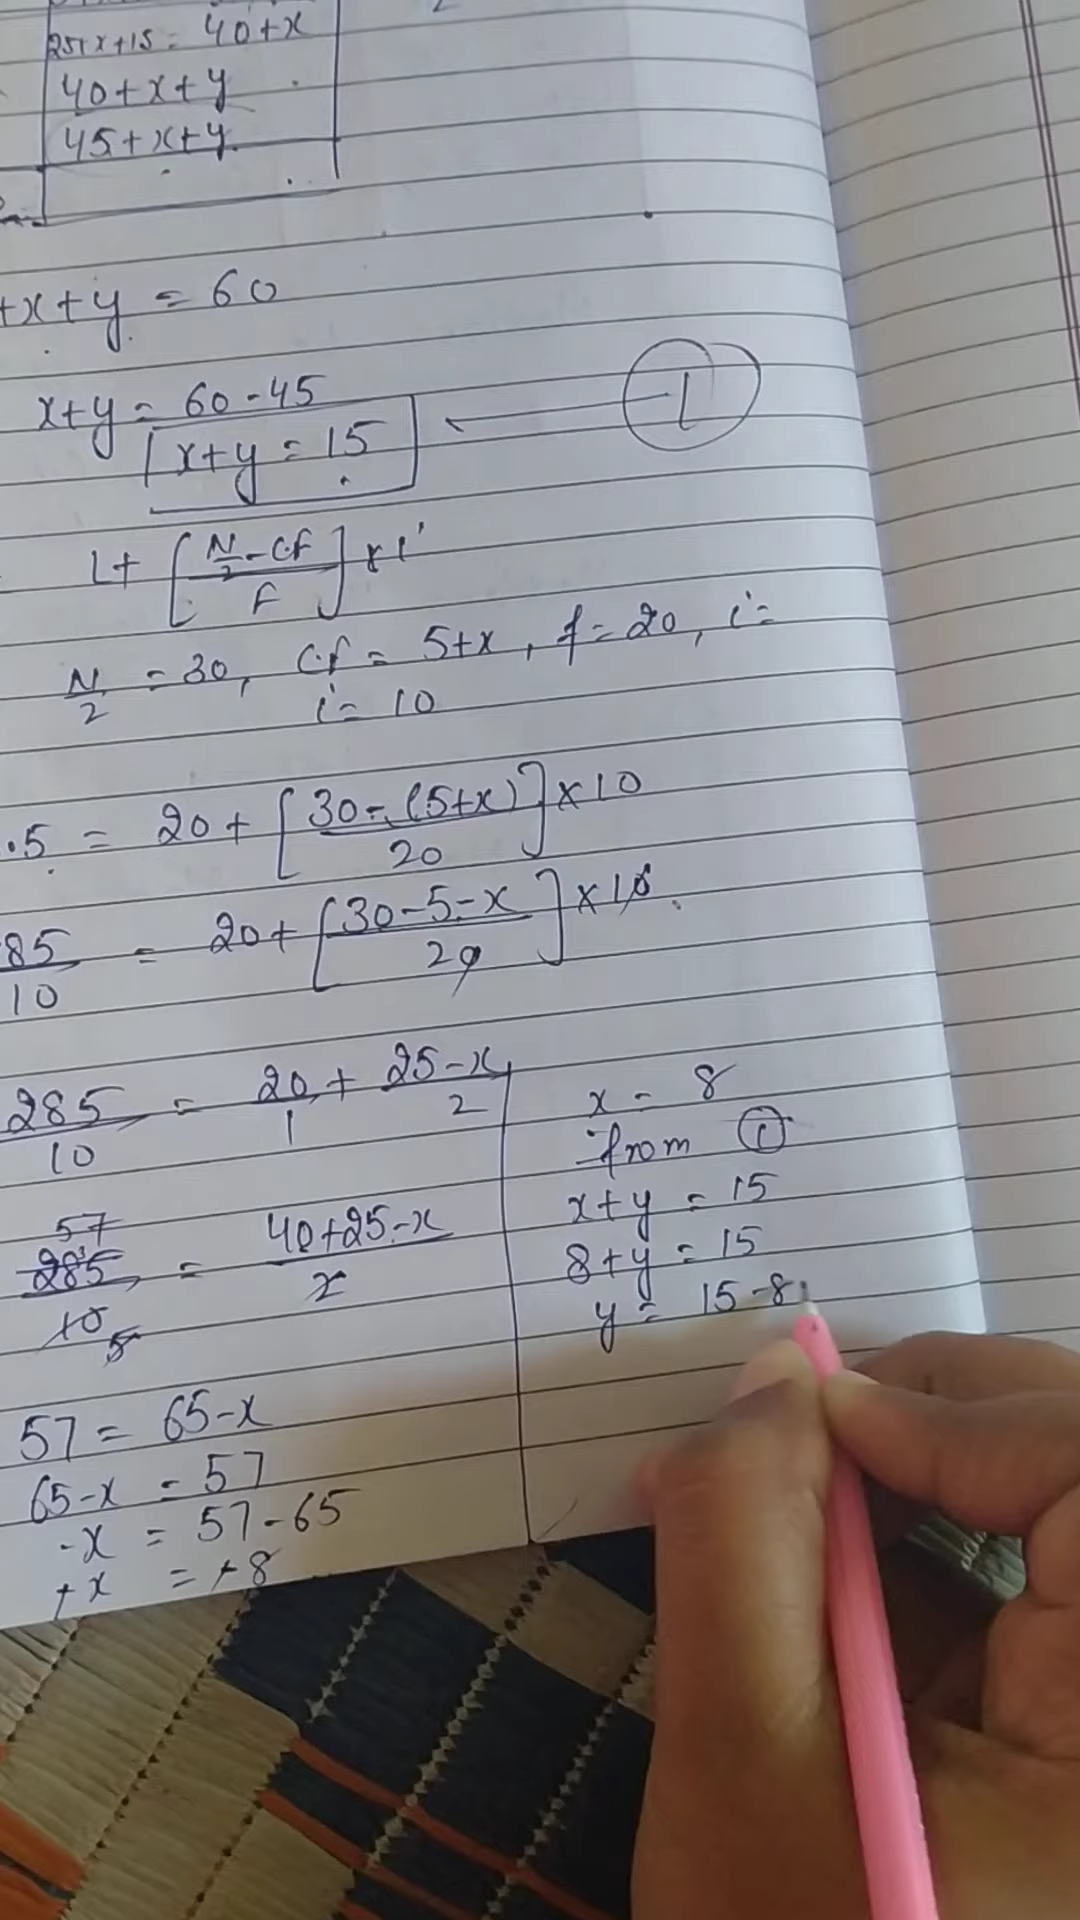 25+x+15 = 40+x
40+x+y
45+x+y
+x+y = 60
x+y = 60-45
x+y = 15 — 1
L+ [N/2 - C.F / F] × i
N/2 = 30, C.F = 5+x, f = 20, i =
i = 10
.5 = 20 + [30-(5+x) / 20] × 10
85/10 = 20 + [30-5-x / 20] × 10
285/10 = 20/1 + 25-x/2
57
285/10 = 40+25-x/2
5
57 = 65-x
65-x = 57
-x = 57-65
+x = +8
x = 8
from 1
x+y = 15
8+y = 15
y = 15-8